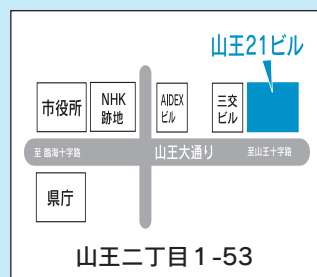 山王21ビル
市役所
NHK
跡地
AIDEX
ビル
三交
ビル
至 臨海十字路
山王大通り
至山王十字路
県庁
山王二丁目1-53